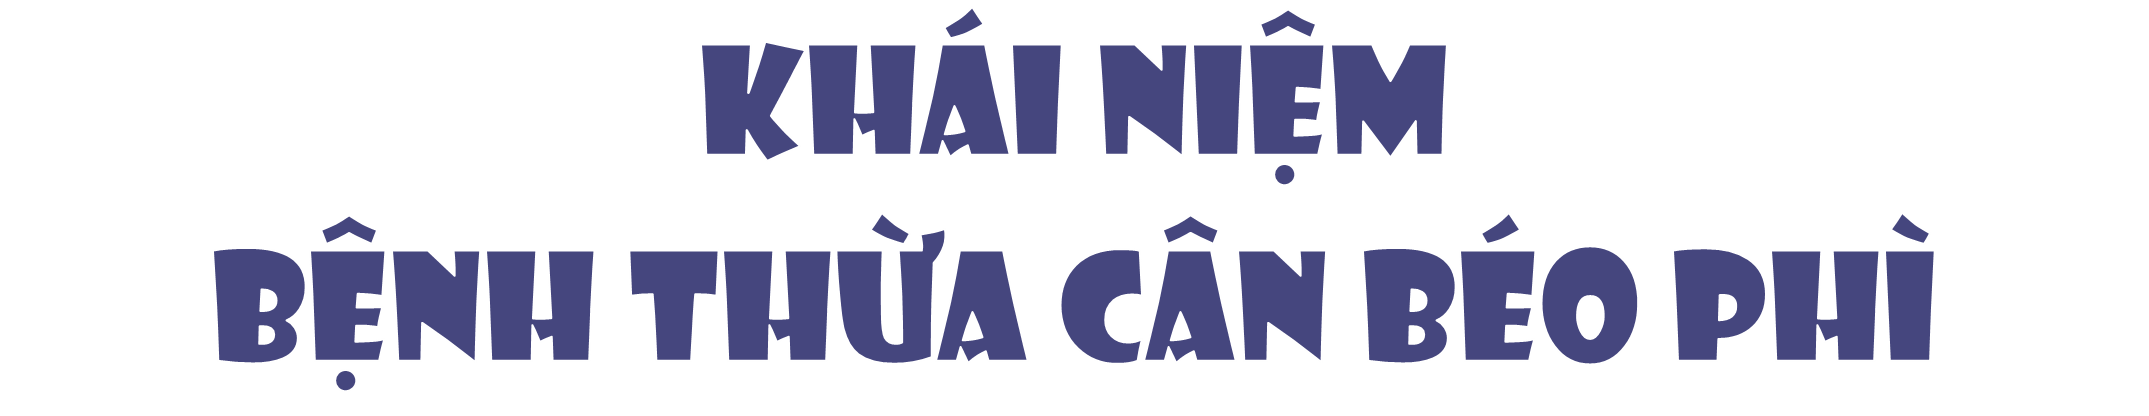 KHÁI NIỆM
BỆNH THỪA CÂN BÉO PHÌ